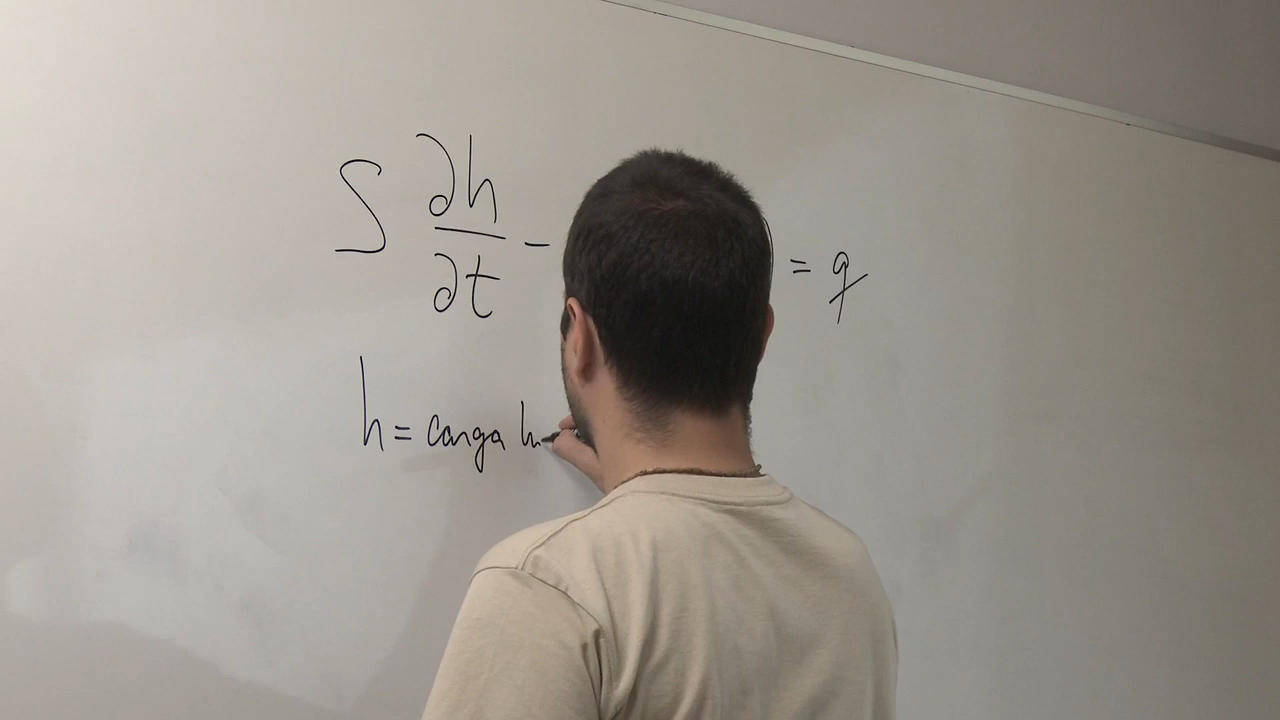 S ∂h/∂t - ) = q
h = carga